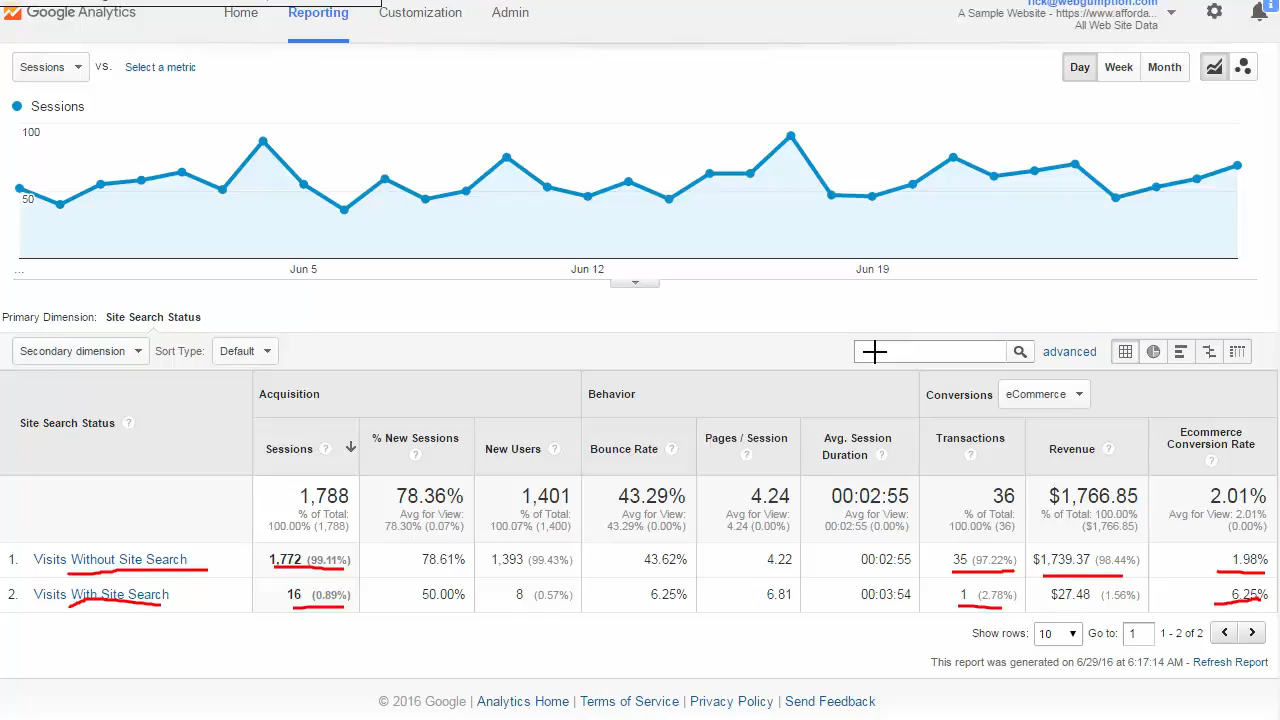 Google Analytics Home Reporting Customization Admin
rick@webgumption.com
A Sample Website - https://www.afforda...
All Web Site Data
Sessions VS. Select a metric Day Week Month
Sessions
100
50
... Jun 5 Jun 12 Jun 19
Primary Dimension: Site Search Status
Secondary dimension Sort Type: Default advanced
Site Search Status ? Acquisition Behavior Conversions eCommerce
Sessions ? % New Sessions ? New Users ? Bounce Rate ? Pages / Session ? Avg. Session Duration ? Transactions ? Revenue ? Ecommerce Conversion Rate ?
1,788 78.36% 1,401 43.29% 4.24 00:02:55 36 $1,766.85 2.01%
% of Total: Avg for View: % of Total: Avg for View: Avg for View: Avg for View: % of Total: % of Total: 100.00% Avg for View: 2.01%
100.00% (1,788) 78.30% (0.07%) 100.07% (1,400) 43.29% (0.00%) 4.24 (0.00%) 00:02:55 (0.00%) 100.00% (36) ($1,766.85) (0.00%)
1. Visits Without Site Search 1,772 (99.11%) 78.61% 1,393 (99.43%) 43.62% 4.22 00:02:55 35 (97.22%) $1,739.37 (98.44%) 1.98%
2. Visits With Site Search 16 (0.89%) 50.00% 8 (0.57%) 6.25% 6.8 00:03:54 1 (2.78%) $27.48 (1.56%) 6.25%
Show rows: 10 Go to: 1 1 - 2 of 2
This report was generated on 6/29/16 at 6:17:14 AM - Refresh Report
© 2016 Google | Analytics Home | Terms of Service | Privacy Policy | Send Feedback